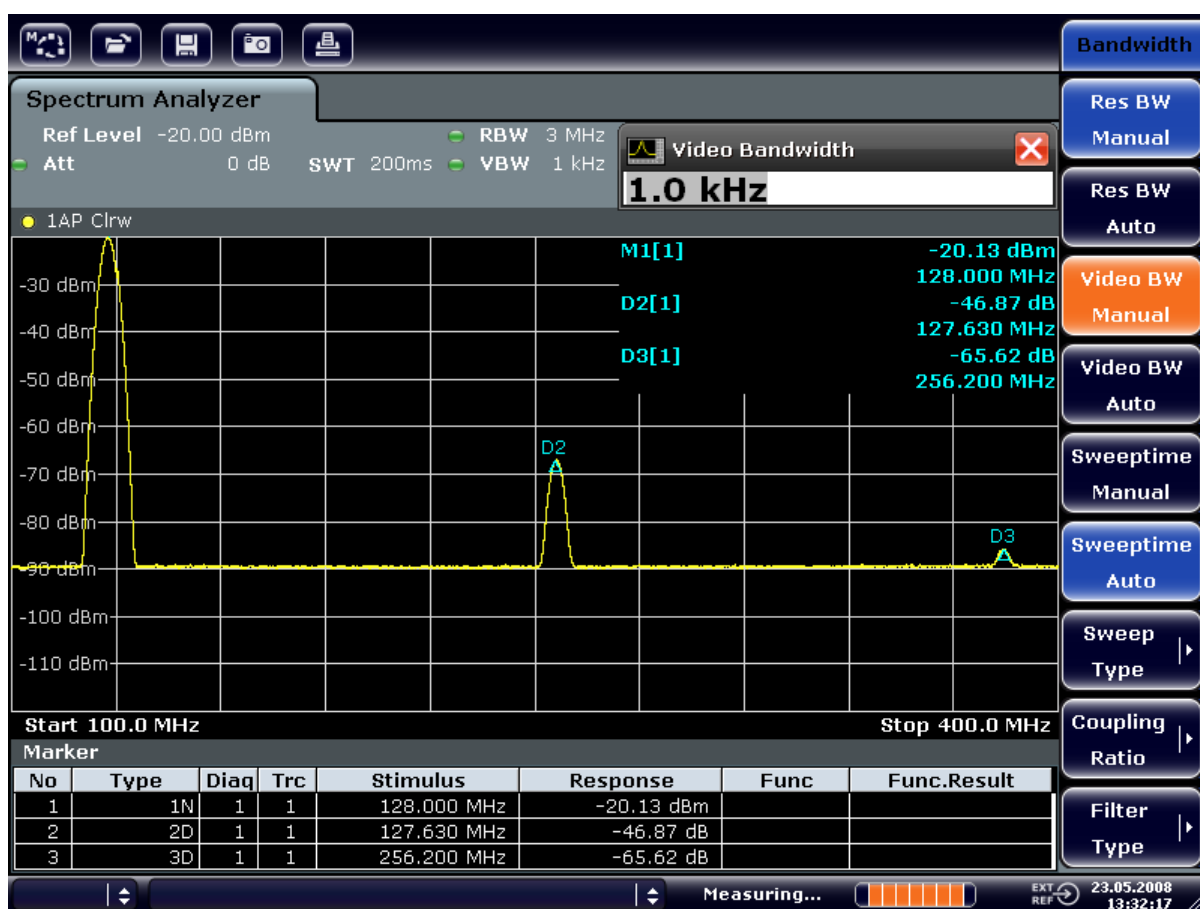 Bandwidth
Spectrum Analyzer
Ref Level -20.00 dBm RBW 3 MHz
Att 0 dB SWT 200ms VBW 1 kHz
Video Bandwidth
1.0 kHz
1AP Clrw
M1[1] -20.13 dBm
128.000 MHz
D2[1] -46.87 dB
127.630 MHz
D3[1] -65.62 dB
256.200 MHz
-30 dBm
-40 dBm
-50 dBm
-60 dBm
-70 dBm
-80 dBm
-90 dBm
-100 dBm
-110 dBm
D2
D3
Start 100.0 MHz Stop 400.0 MHz
Marker
No Type Diag Trc Stimulus Response Func Func.Result
1 1N 1 1 128.000 MHz -20.13 dBm
2 2D 1 1 127.630 MHz -46.87 dB
3 3D 1 1 256.200 MHz -65.62 dB
Measuring...
EXT
REF
23.05.2008
13:32:17
Res BW
Manual
Res BW
Auto
Video BW
Manual
Video BW
Auto
Sweeptime
Manual
Sweeptime
Auto
Sweep
Type
Coupling
Ratio
Filter
Type
M